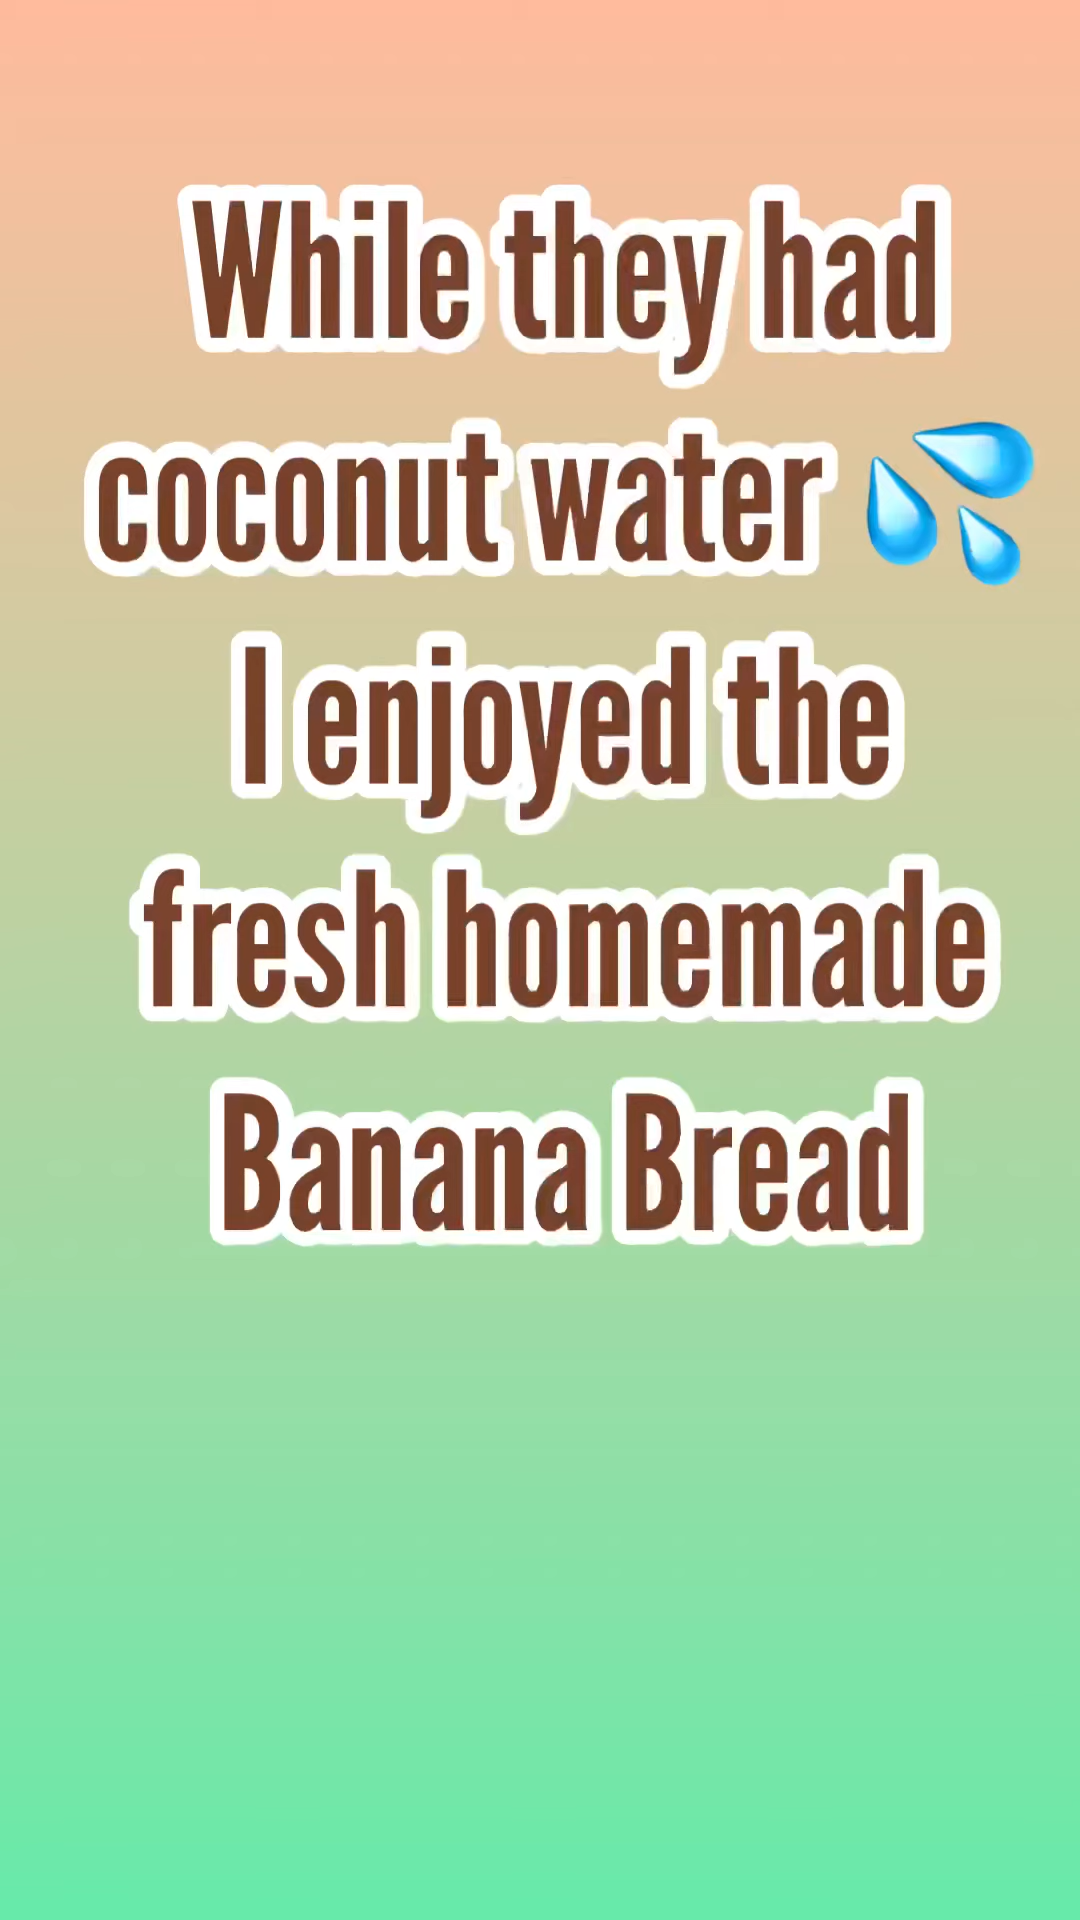 While they had
coconut water 💦
I enjoyed the
fresh homemade
Banana Bread